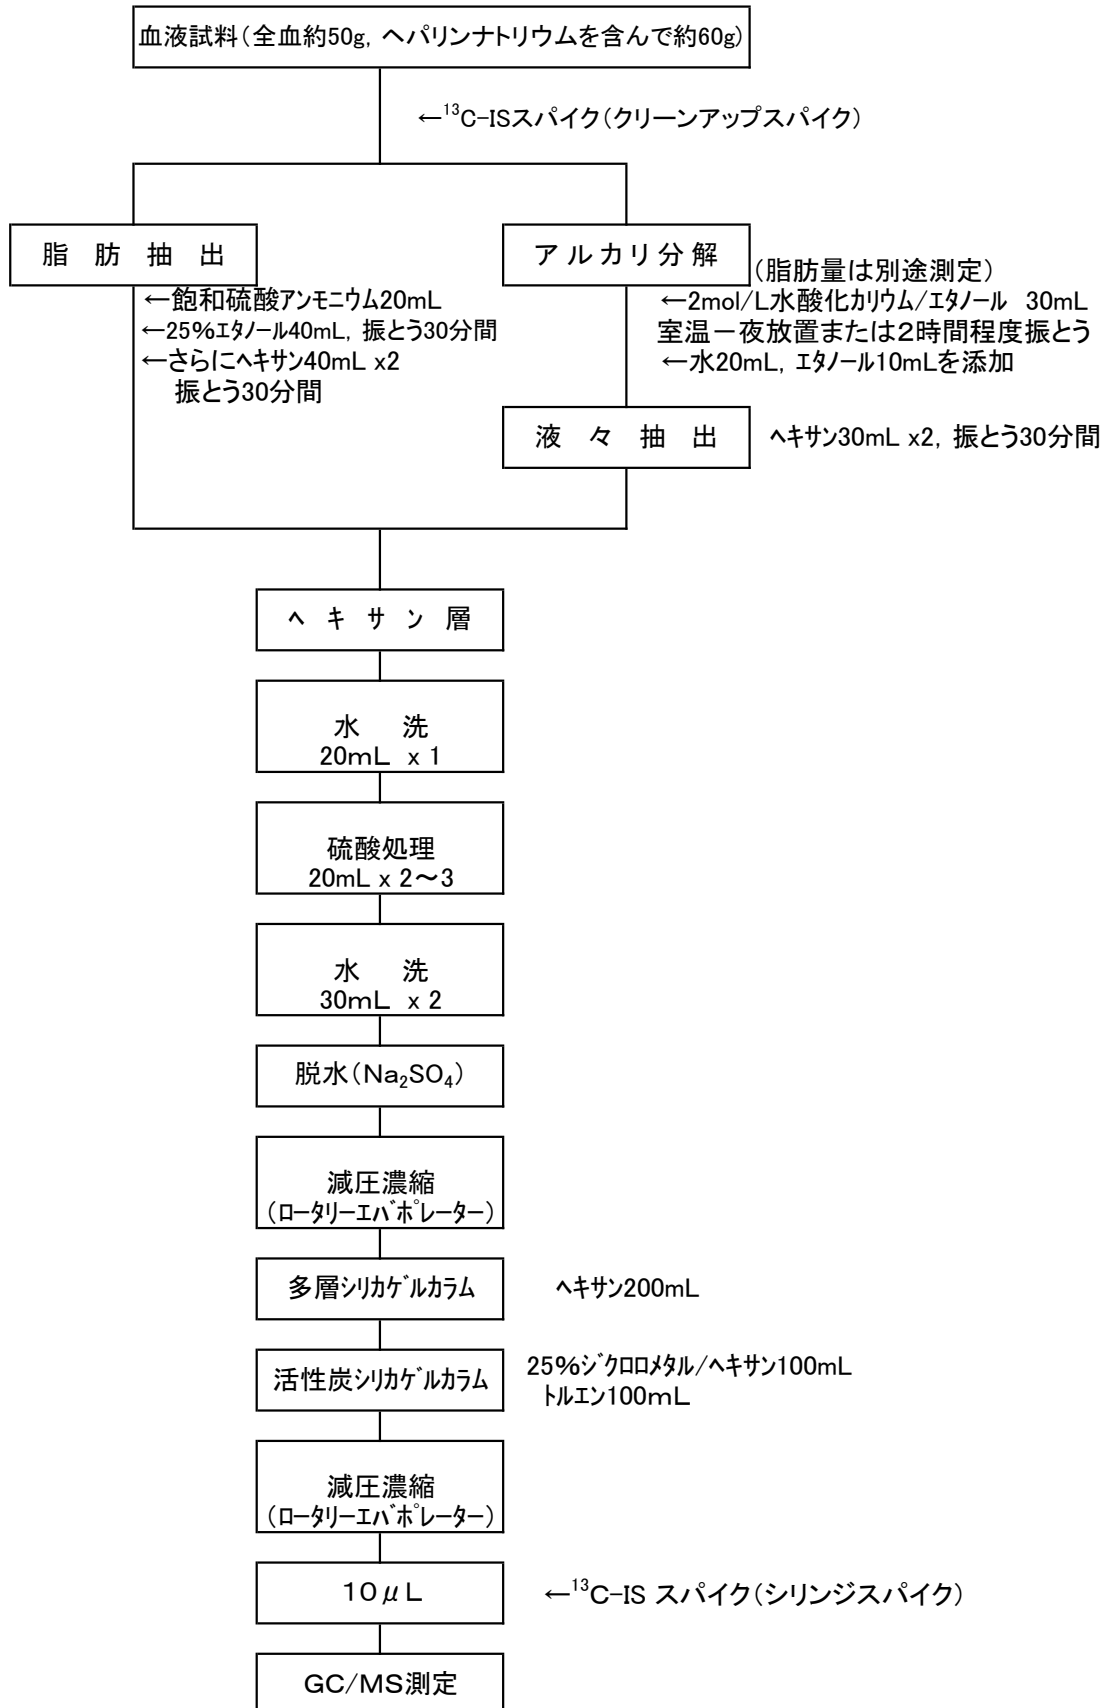 血液試料(全血約50g, ヘパリンナトリウムを含んで約60g)
←¹³C-ISスパイク(クリーンアップスパイク)
脂肪抽出
←飽和硫酸アンモニウム20mL
←25%エタノール40mL, 振とう30分間
←さらにヘキサン40mL x2
振とう30分間
アルカリ分解
(脂肪量は別途測定)
←2mol/L水酸化カリウム/エタノール 30mL
室温一夜放置または2時間程度振とう
←水20mL, エタノール10mLを添加
液々抽出 ヘキサン30mL x2, 振とう30分間
ヘキサン層
水 洗
20mL x 1
硫酸処理
20mL x 2~3
水 洗
30mL x 2
脱水(Na₂SO₄)
減圧濃縮
(ロータリーエバポレーター)
多層シリカゲルカラム ヘキサン200mL
活性炭シリカゲルカラム 25%ジクロロメタル/ヘキサン100mL
トルエン100mL
減圧濃縮
(ロータリーエバポレーター)
10μL ←¹³C-IS スパイク(シリンジスパイク)
GC/MS測定